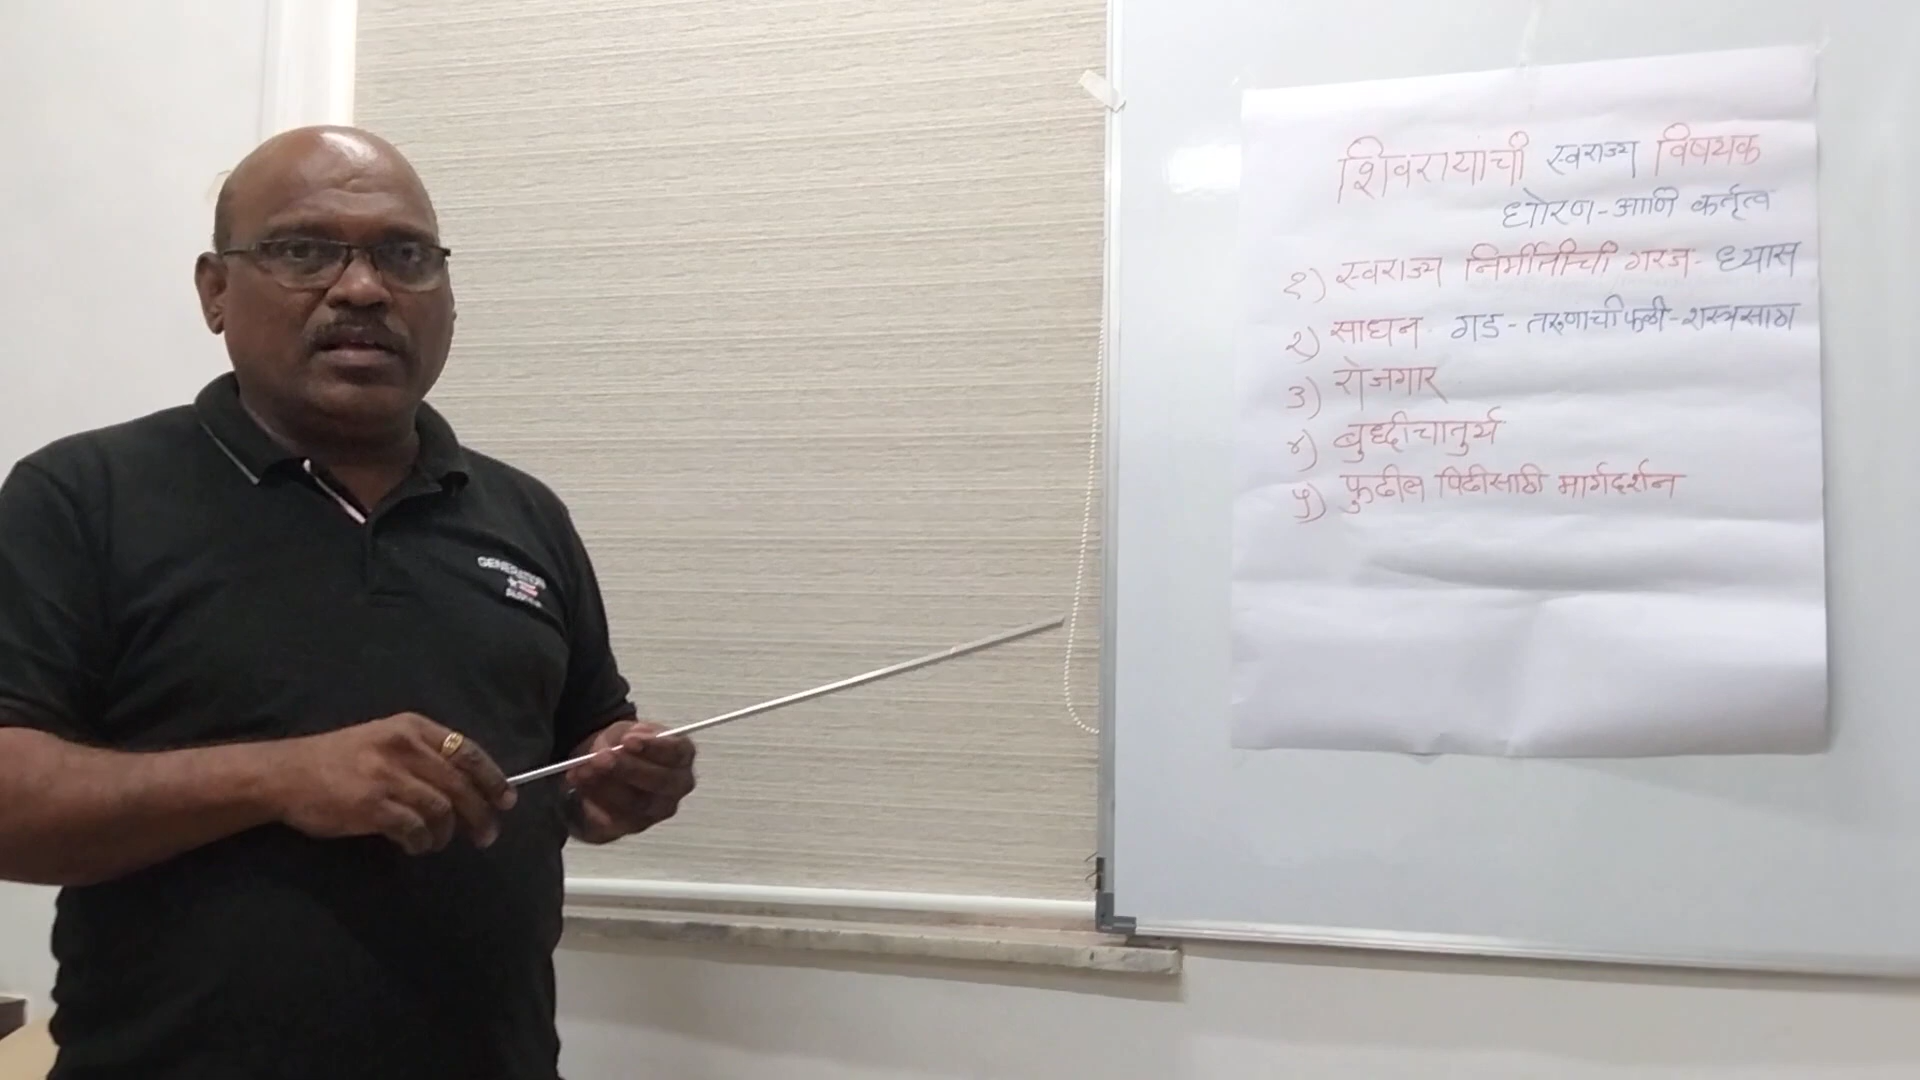 शिवरायाची स्वराज्य विषयक
धोरण-आणि कर्तृत्व
१) स्वराज्य निर्मीतीची गरज- ध्यास
२) साधन गड - तरुणाची फळी - शस्त्रसाठा
३) रोजगार
४) बुध्दीचातुर्य
५) पुढील पिढीसाठी मार्गदर्शन
GENERATION